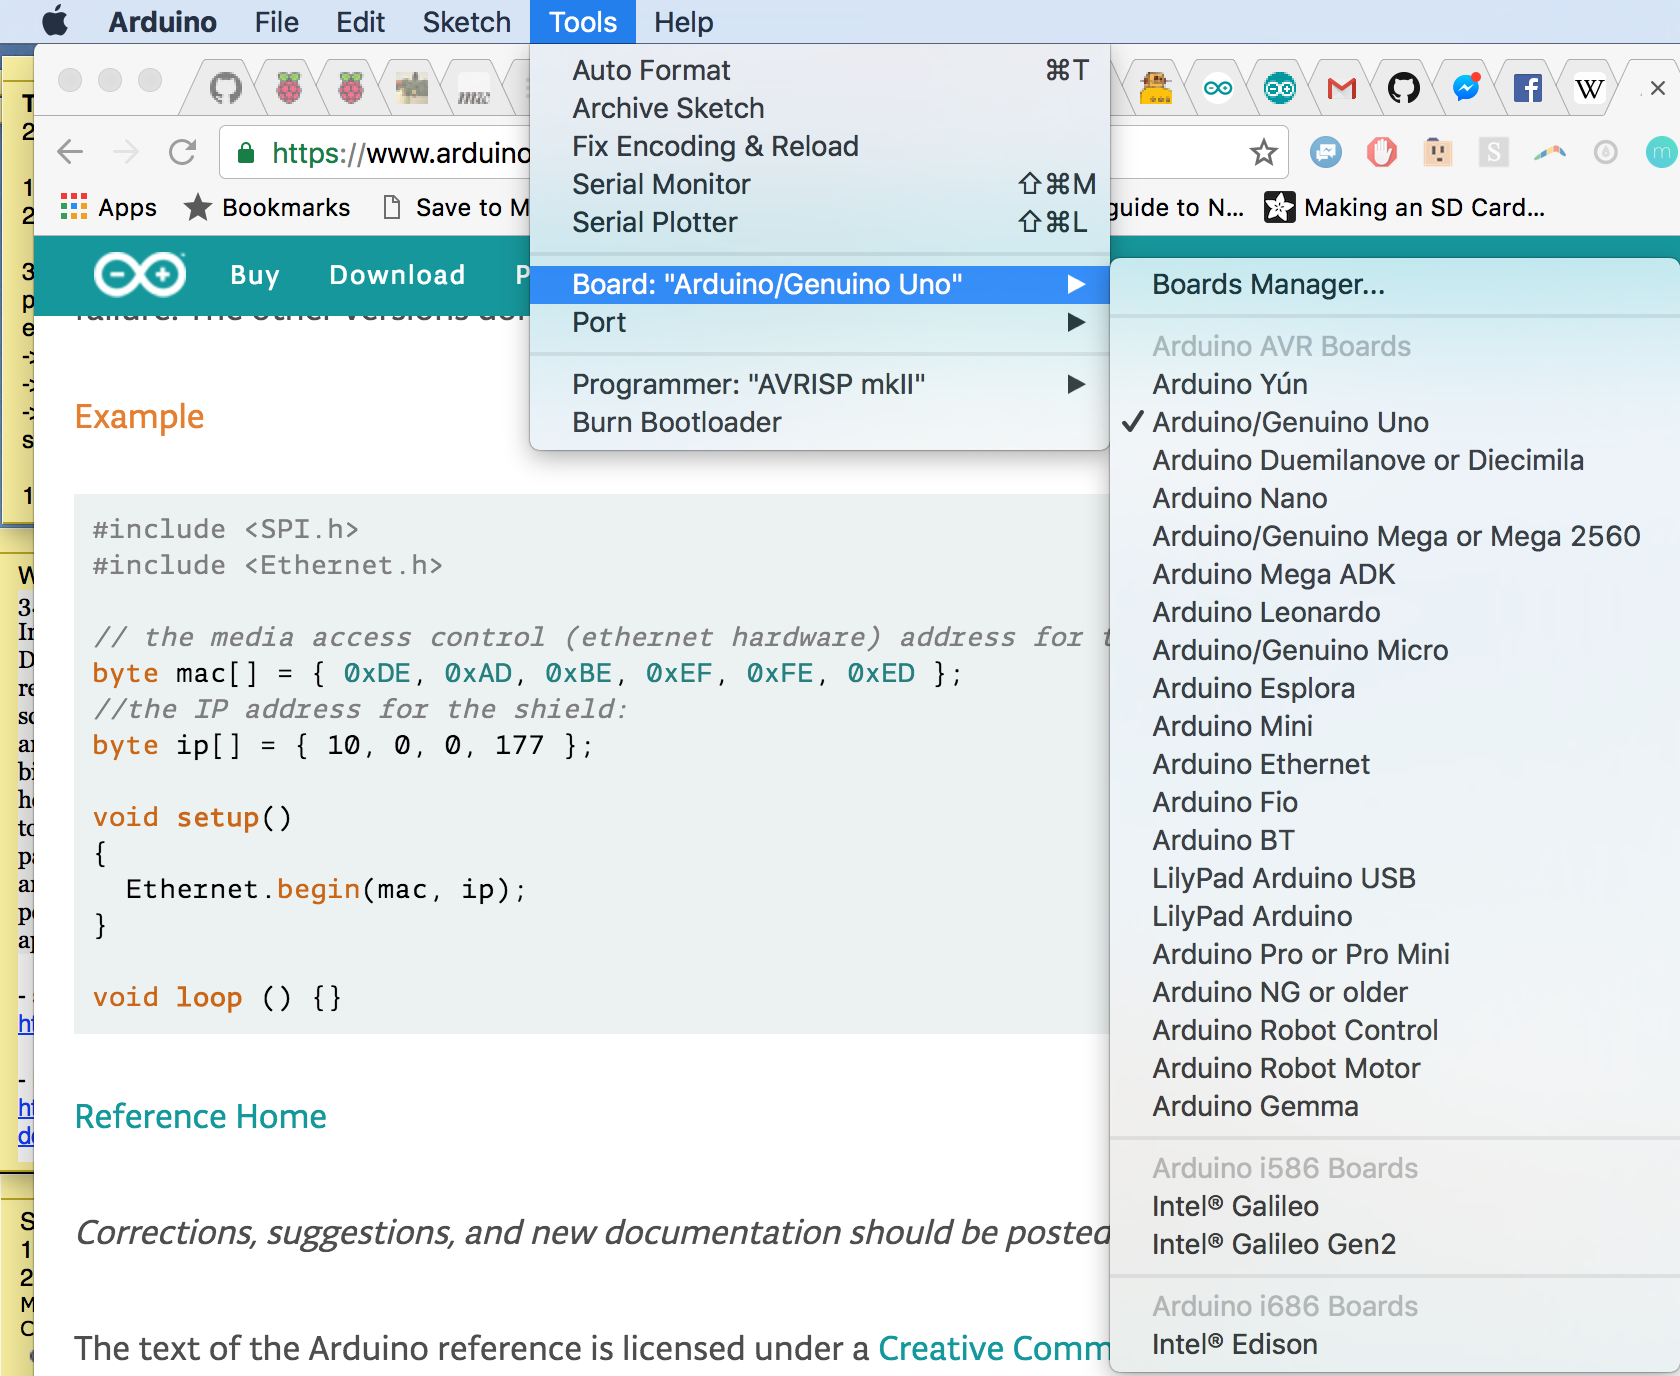 Arduino File Edit Sketch Tools Help
Auto Format ⌘T
Archive Sketch
Fix Encoding & Reload
Serial Monitor ⇧⌘M
Serial Plotter ⇧⌘L
Board: "Arduino/Genuino Uno"
Port
Programmer: "AVRISP mkII"
Burn Bootloader
https://www.arduino
Apps Bookmarks Save to M
guide to N... Making an SD Card...
Buy Download P
Boards Manager...
Arduino AVR Boards
Arduino Yún
✓ Arduino/Genuino Uno
Arduino Duemilanove or Diecimila
Arduino Nano
Arduino/Genuino Mega or Mega 2560
Arduino Mega ADK
Arduino Leonardo
Arduino/Genuino Micro
Arduino Esplora
Arduino Mini
Arduino Ethernet
Arduino Fio
Arduino BT
LilyPad Arduino USB
LilyPad Arduino
Arduino Pro or Pro Mini
Arduino NG or older
Arduino Robot Control
Arduino Robot Motor
Arduino Gemma
Arduino i586 Boards
Intel® Galileo
Intel® Galileo Gen2
Arduino i686 Boards
Intel® Edison
Example
#include <SPI.h>
#include <Ethernet.h>
// the media access control (ethernet hardware) address for t
byte mac[] = { 0xDE, 0xAD, 0xBE, 0xEF, 0xFE, 0xED };
//the IP address for the shield:
byte ip[] = { 10, 0, 0, 177 };
void setup()
{
  Ethernet.begin(mac, ip);
}
void loop () {}
Reference Home
Corrections, suggestions, and new documentation should be posted
The text of the Arduino reference is licensed under a Creative Comm